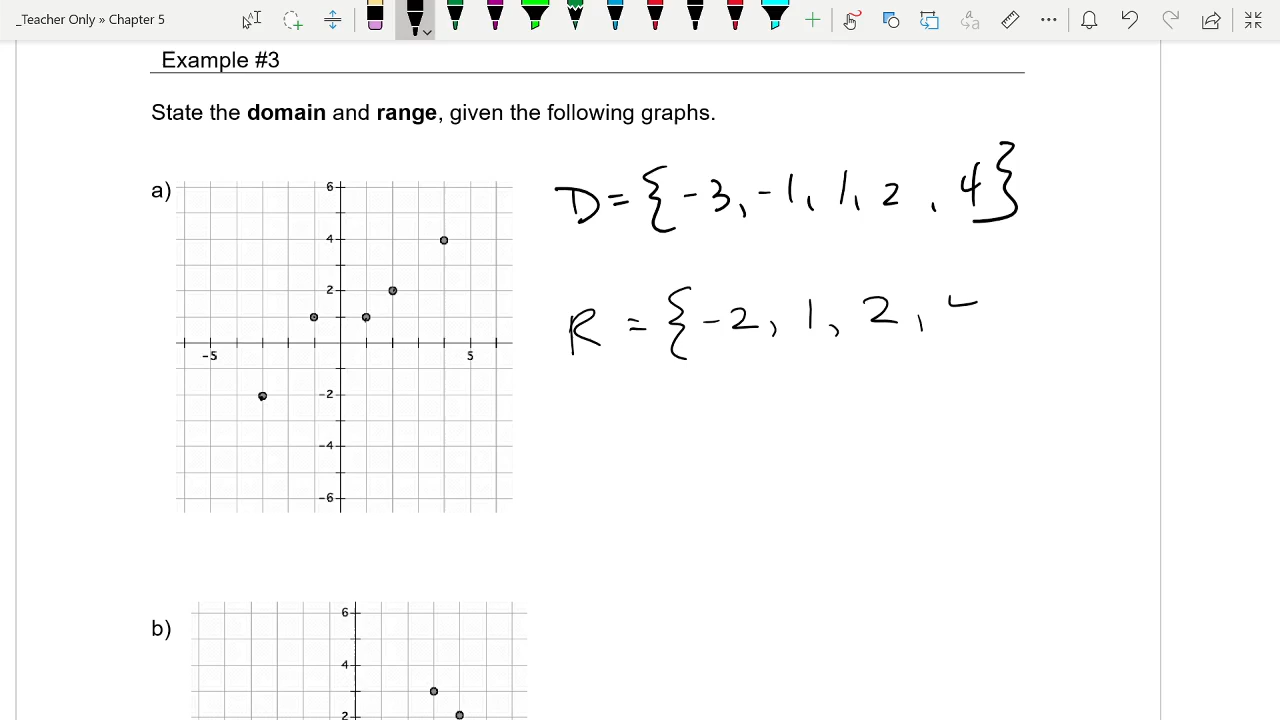 _Teacher Only » Chapter 5
Example #3
State the domain and range, given the following graphs.
a)
6
4
2
-5
5
-2
-4
-6
D = {-3, -1, 1, 2, 4}
R = {-2, 1, 2,
b)
6
4
2